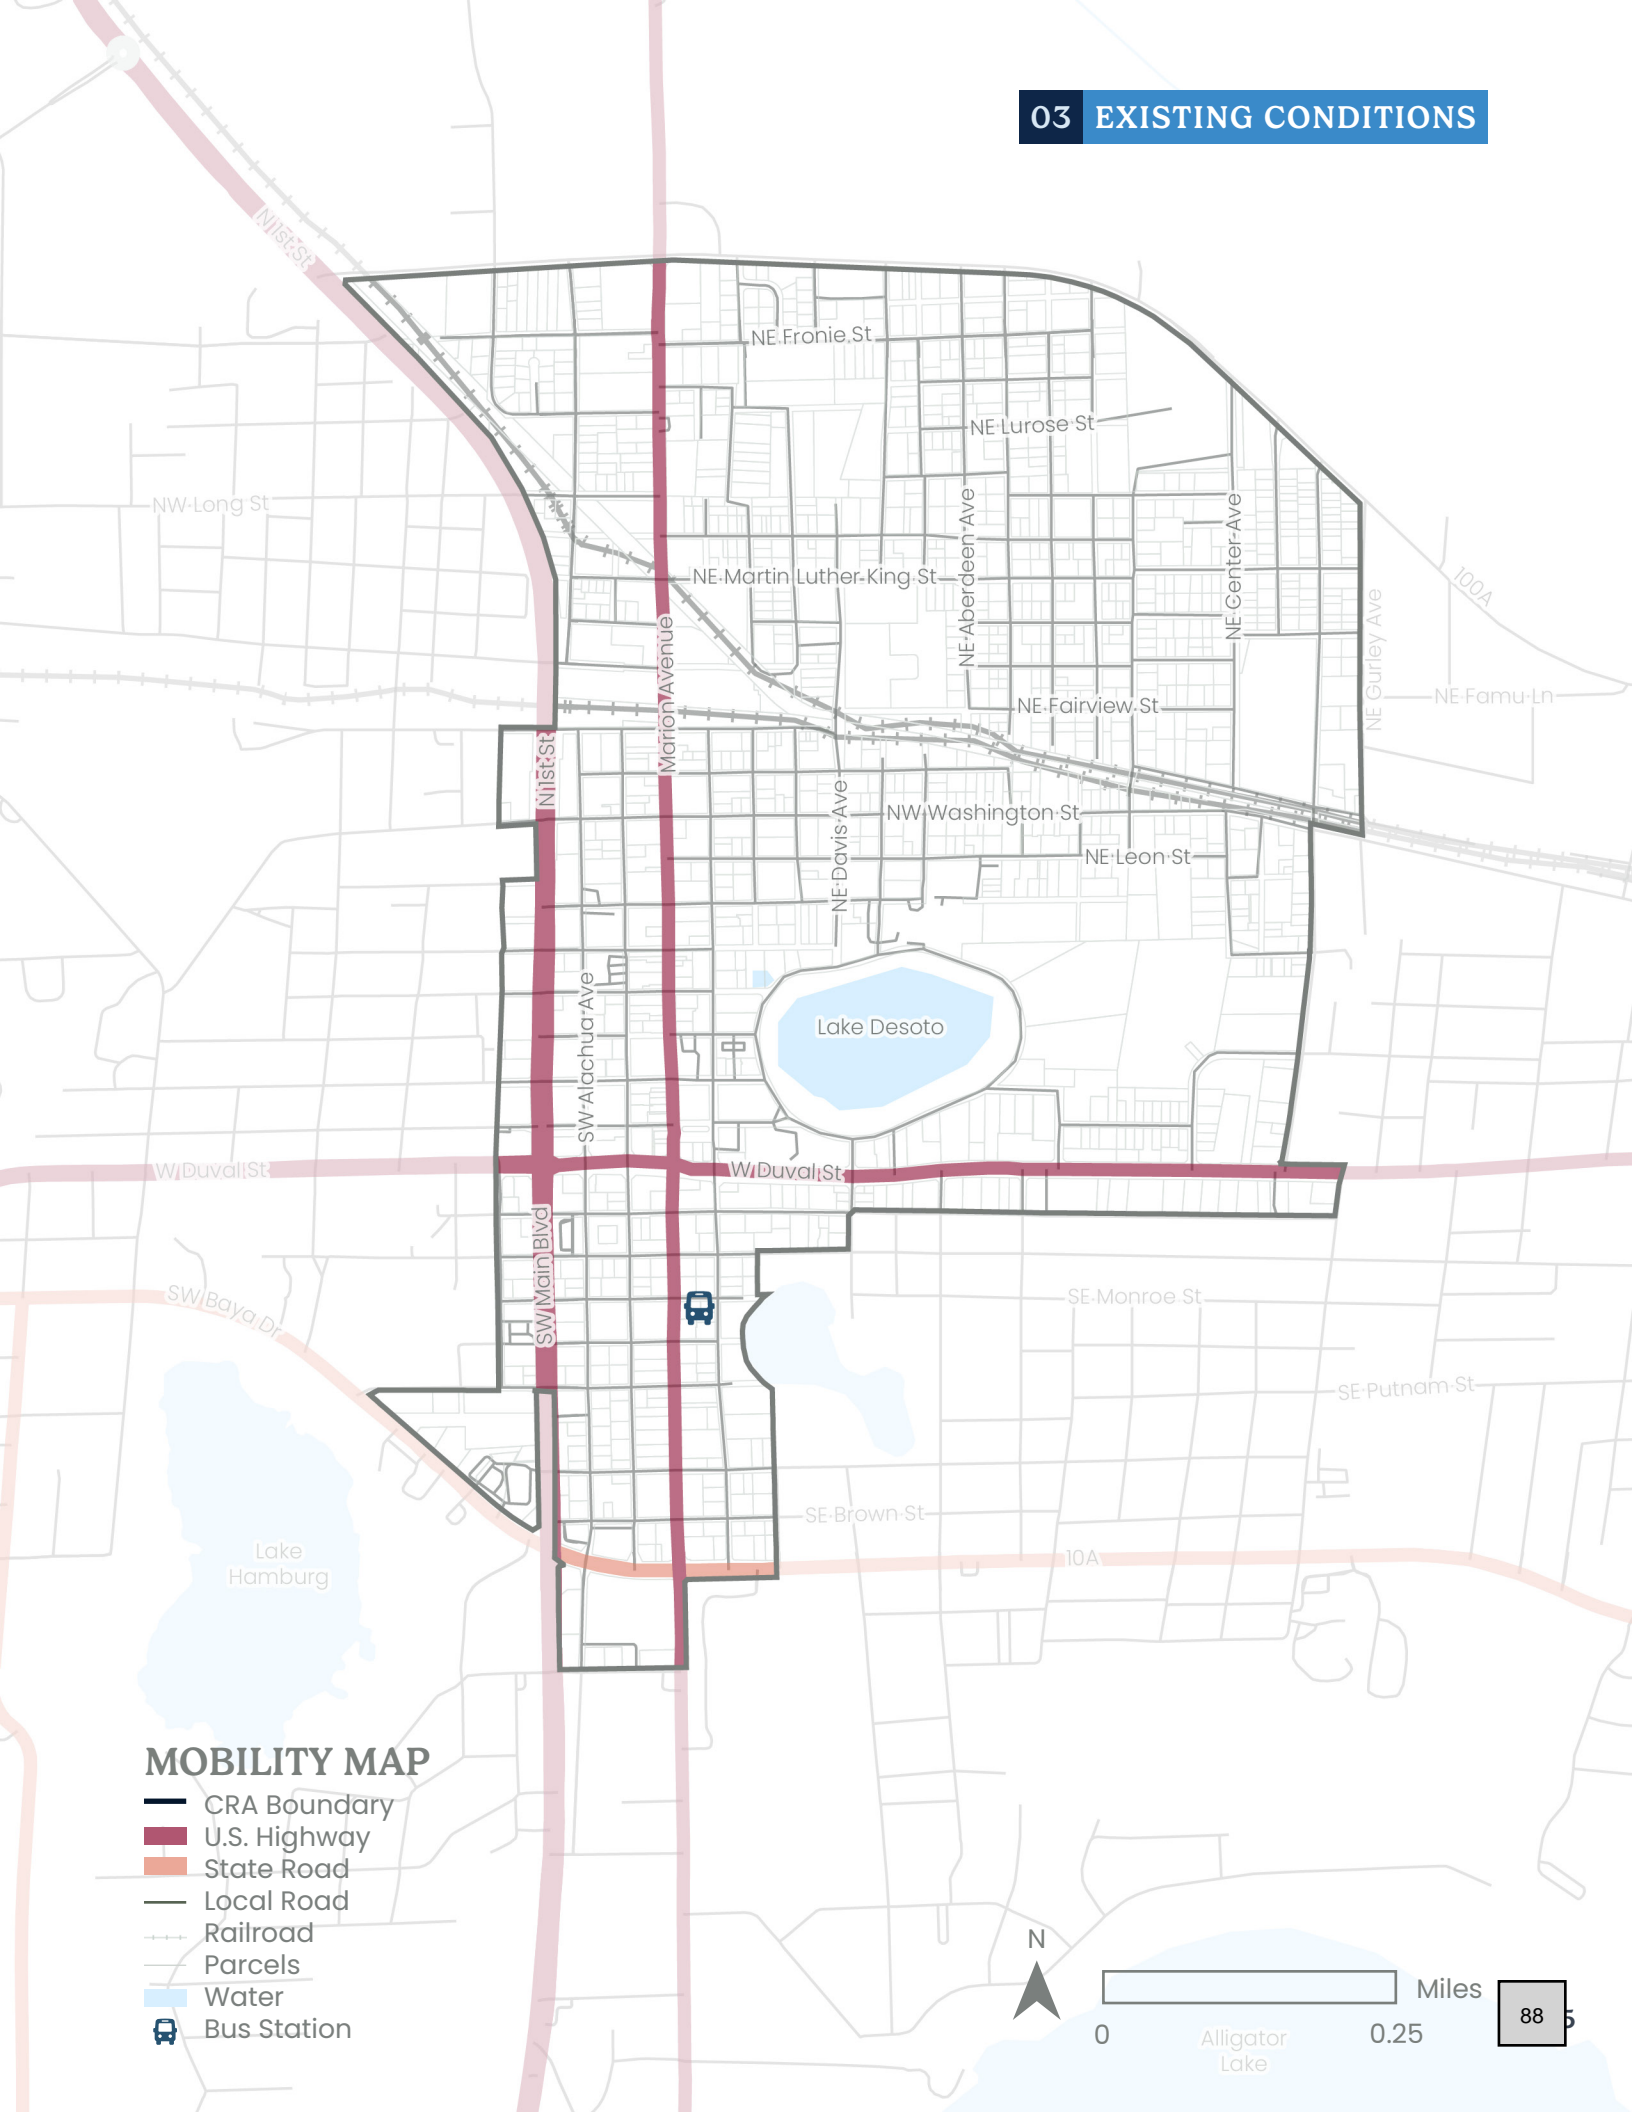 03 EXISTING CONDITIONS
N 1st St
NE Fronie St
NE Lurose St
NW Long St
NE Aberdeen Ave
NE Center Ave
NE Martin Luther King St
100A
Marion Avenue
NE Gurley Ave
NE Famu Ln
NE Fairview St
N 1st St
NE Davis Ave
NW Washington St
NE Leon St
SW Alachua Ave
Lake Desoto
W Duval St
W Duval St
SW Main Blvd
SW Baya Dr
SE Monroe St
SE Putnam St
SE Brown St
10A
Lake
Hamburg
MOBILITY MAP
CRA Boundary
U.S. Highway
State Road
Local Road
Railroad
Parcels
Water
Bus Station
N
Miles
0
0.25
Alligator
Lake
88